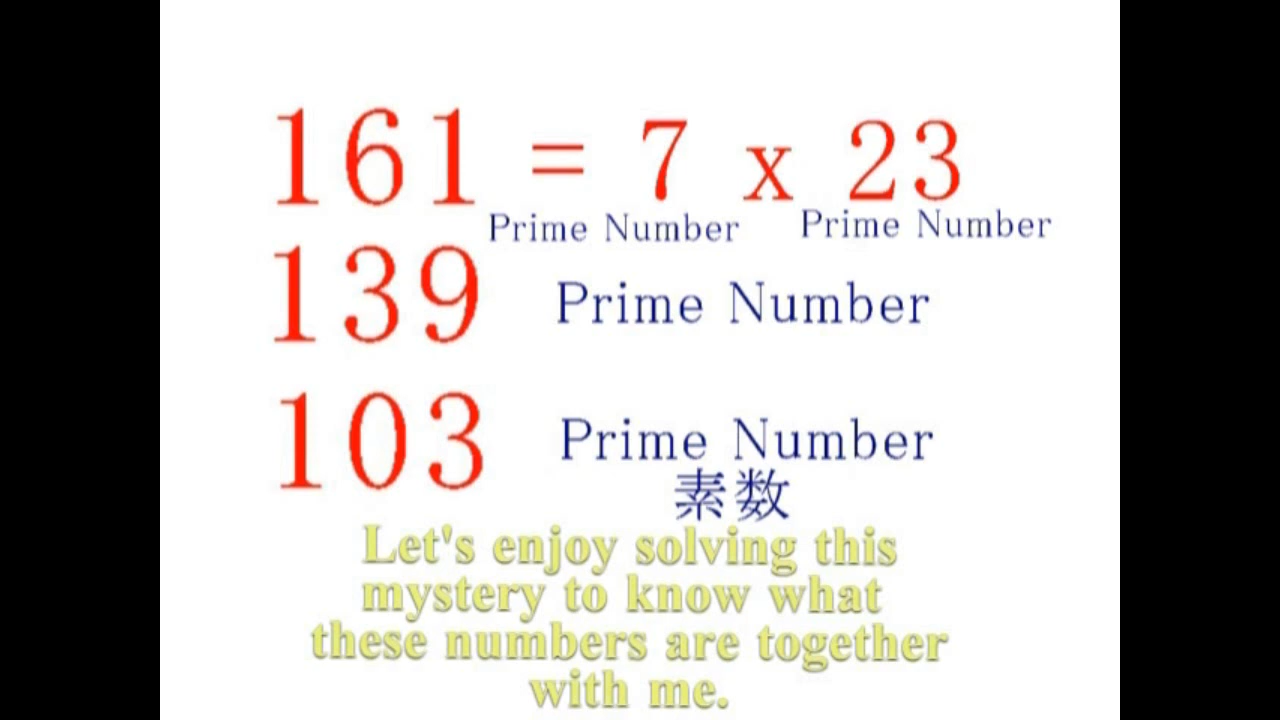 161 = 7 x 23
Prime Number Prime Number
139 Prime Number
103 Prime Number
素数
Let's enjoy solving this
mystery to know what
these numbers are together
with me.